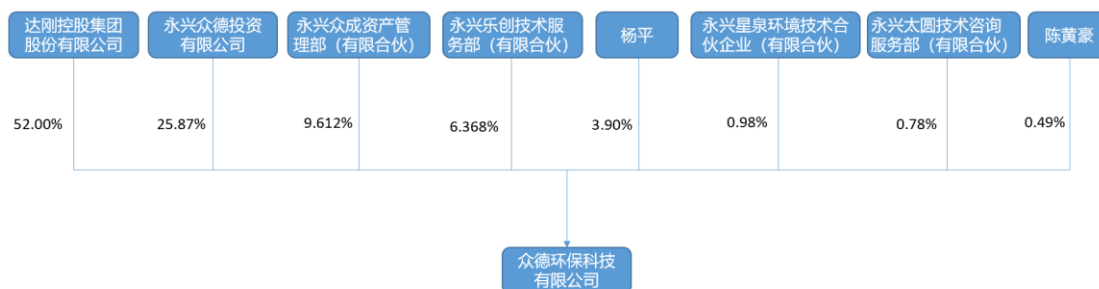 达刚控股集团
股份有限公司
永兴众德投资
有限公司
永兴众成资产管
理部（有限合伙）
永兴乐创技术服
务部（有限合伙）
杨平
永兴星泉环境技术合
伙企业（有限合伙）
永兴太圆技术咨询
服务部（有限合伙）
陈黄豪
52.00%
25.87%
9.612%
6.368%
3.90%
0.98%
0.78%
0.49%
众德环保科技
有限公司